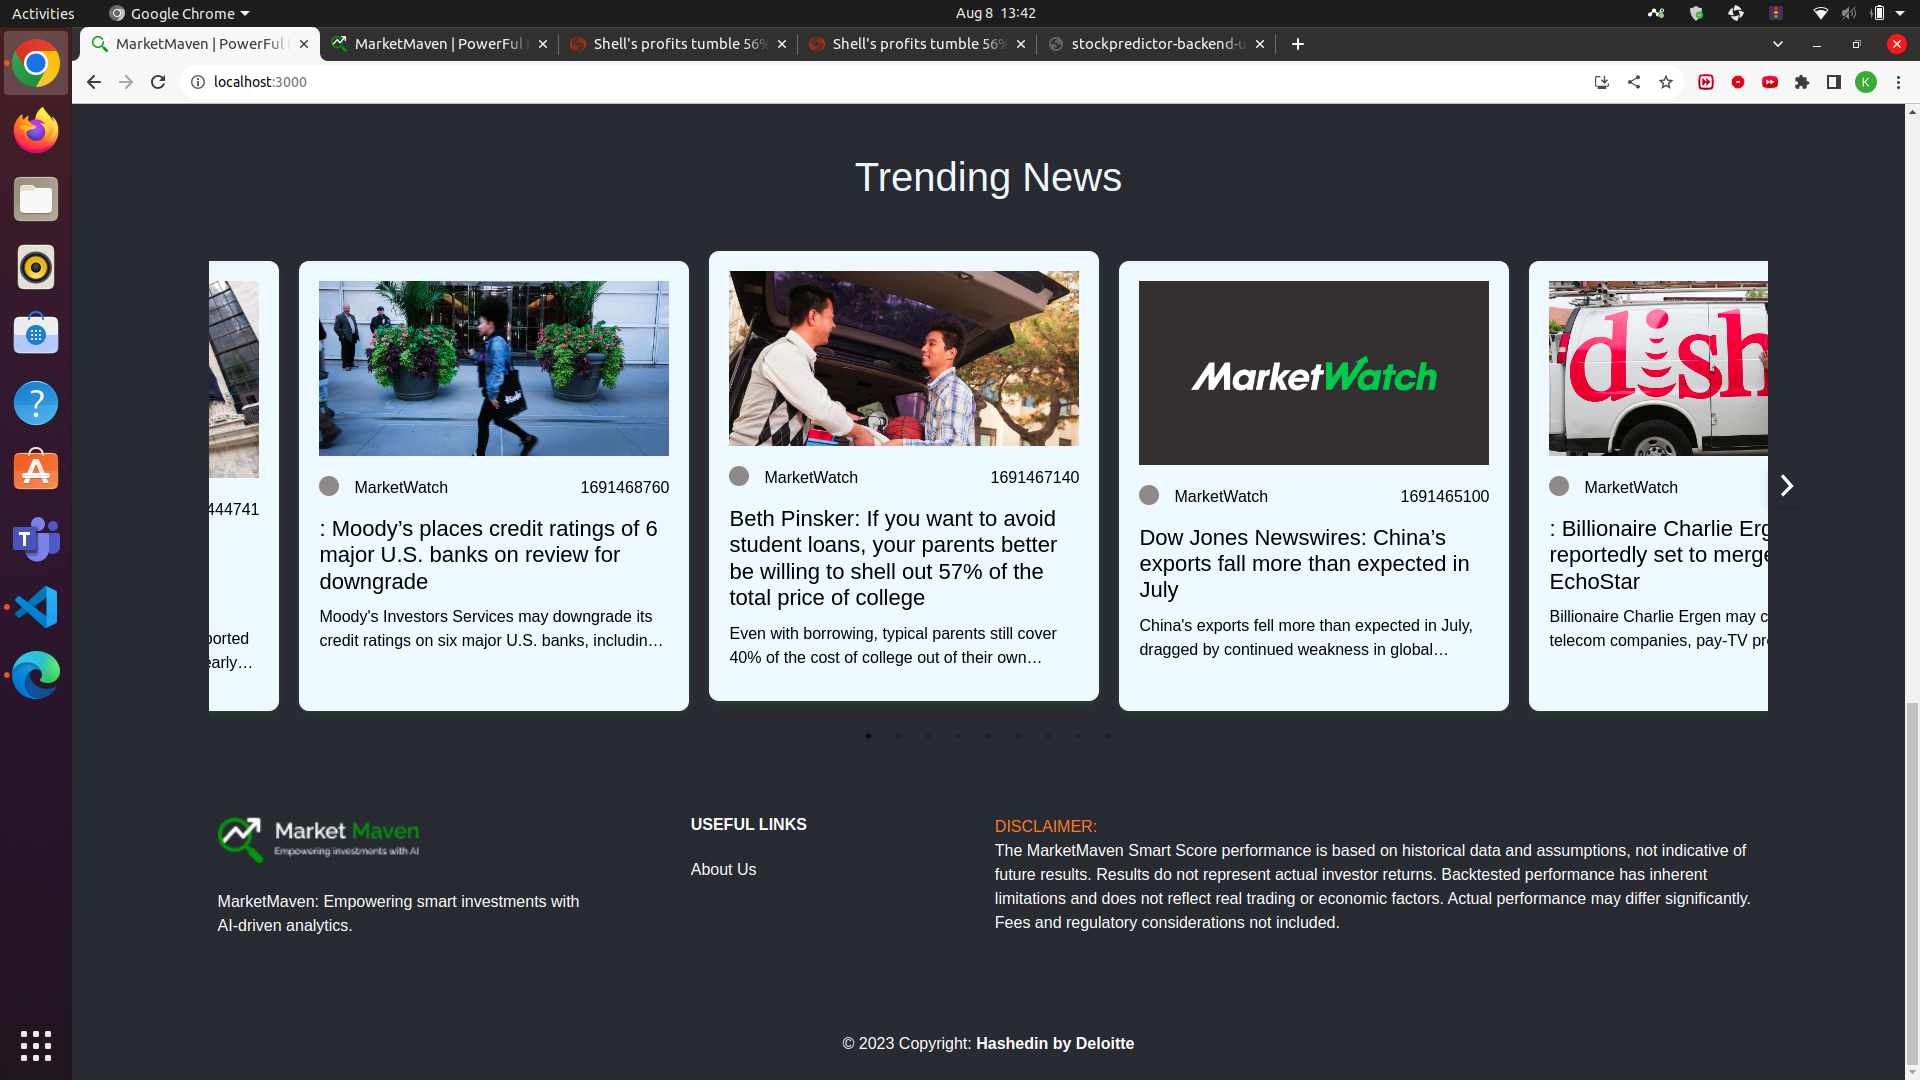 Activities
Google Chrome
Aug 8 13:42
MarketMaven | PowerFul
MarketMaven | PowerFul
Shell's profits tumble 56%
Shell's profits tumble 56%
stockpredictor-backend-u
localhost:3000
K
Trending News
444741
ported
early…
MarketWatch
1691468760
: Moody’s places credit ratings of 6
major U.S. banks on review for
downgrade
Moody's Investors Services may downgrade its
credit ratings on six major U.S. banks, includin…
MarketWatch
1691467140
Beth Pinsker: If you want to avoid
student loans, your parents better
be willing to shell out 57% of the
total price of college
Even with borrowing, typical parents still cover
40% of the cost of college out of their own…
MarketWatch
MarketWatch
1691465100
Dow Jones Newswires: China’s
exports fall more than expected in
July
China's exports fell more than expected in July,
dragged by continued weakness in global…
dish
MarketWatch
: Billionaire Charlie Erg
reportedly set to merge
EchoStar
Billionaire Charlie Ergen may c
telecom companies, pay-TV pr
Market Maven
Empowering investments with AI
MarketMaven: Empowering smart investments with
AI-driven analytics.
USEFUL LINKS
About Us
DISCLAIMER:
The MarketMaven Smart Score performance is based on historical data and assumptions, not indicative of
future results. Results do not represent actual investor returns. Backtested performance has inherent
limitations and does not reflect real trading or economic factors. Actual performance may differ significantly.
Fees and regulatory considerations not included.
© 2023 Copyright: Hashedin by Deloitte